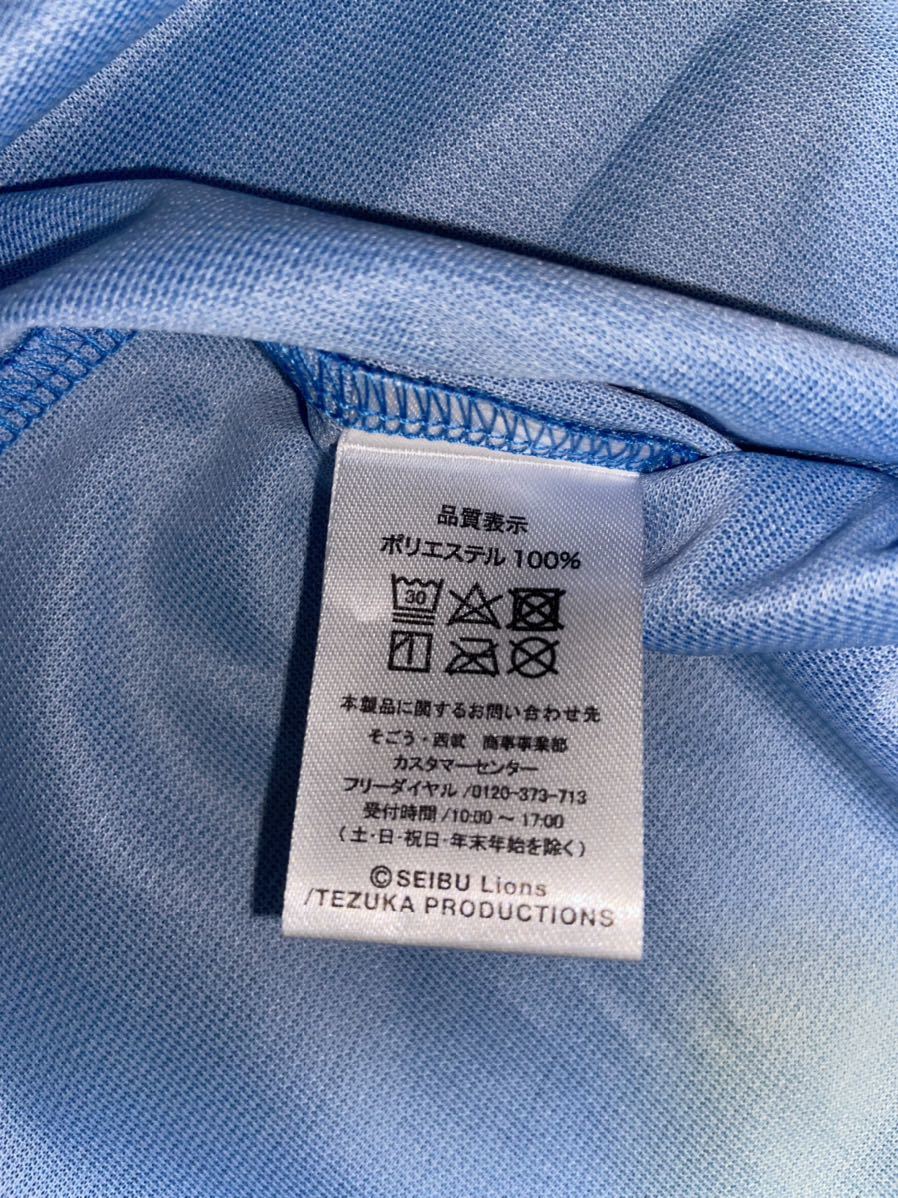 品質表示
ポリエステル 100%
30
本製品に関するお問い合わせ先
そごう・西武 商事事業部
カスタマーセンター
フリーダイヤル /0120-373-713
受付時間 /10:00 ～ 17:00
( 土・日・祝日・年末年始を除く )
©SEIBU Lions
/TEZUKA PRODUCTIONS